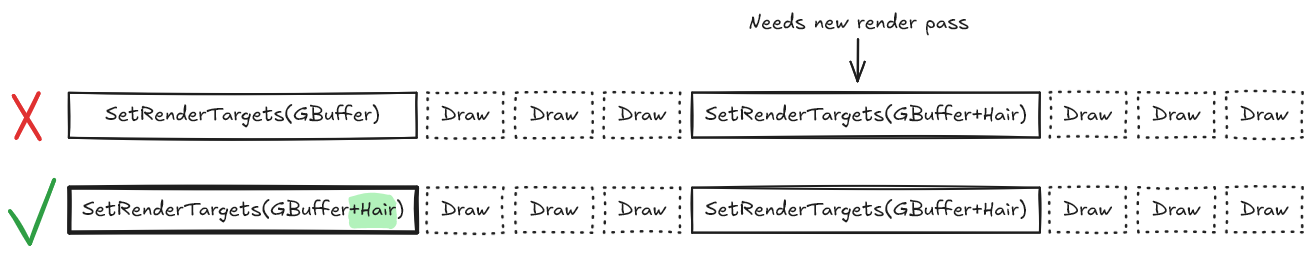 Needs new render pass
SetRenderTargets(GBuffer) Draw Draw Draw SetRenderTargets(GBuffer+Hair) Draw Draw Draw
SetRenderTargets(GBuffer+Hair) Draw Draw Draw SetRenderTargets(GBuffer+Hair) Draw Draw Draw